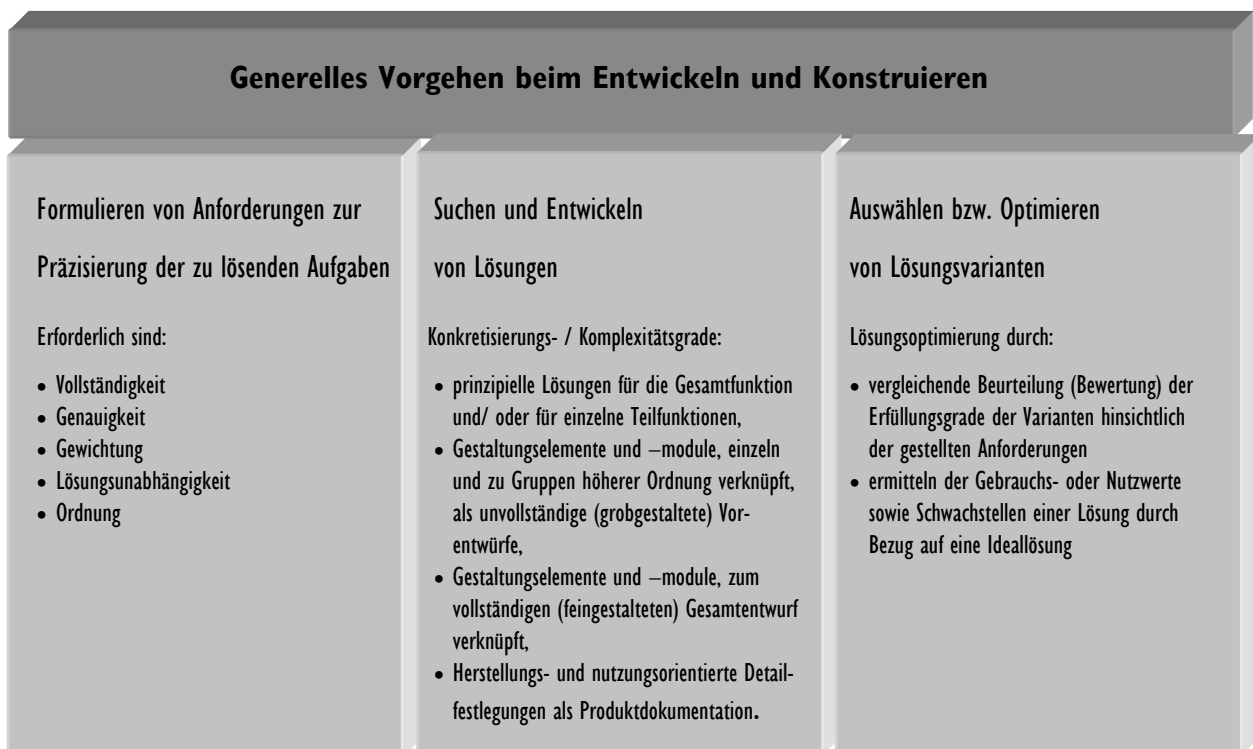 Generelles Vorgehen beim Entwickeln und Konstruieren
Formulieren von Anforderungen zur
Präzisierung der zu lösenden Aufgaben
Erforderlich sind:
• Vollständigkeit
• Genauigkeit
• Gewichtung
• Lösungsunabhängigkeit
• Ordnung
Suchen und Entwickeln
von Lösungen
Konkretisierungs- / Komplexitätsgrade:
• prinzipielle Lösungen für die Gesamtfunktion
und/ oder für einzelne Teilfunktionen,
• Gestaltungselemente und –module, einzeln
und zu Gruppen höherer Ordnung verknüpft,
als unvollständige (grobgestaltete) Vor-
entwürfe,
• Gestaltungselemente und –module, zum
vollständigen (feingestalteten) Gesamtentwurf
verknüpft,
• Herstellungs- und nutzungsorientierte Detail-
festlegungen als Produktdokumentation.
Auswählen bzw. Optimieren
von Lösungsvarianten
Lösungsoptimierung durch:
• vergleichende Beurteilung (Bewertung) der
Erfüllungsgrade der Varianten hinsichtlich
der gestellten Anforderungen
• ermitteln der Gebrauchs- oder Nutzwerte
sowie Schwachstellen einer Lösung durch
Bezug auf eine Ideallösung